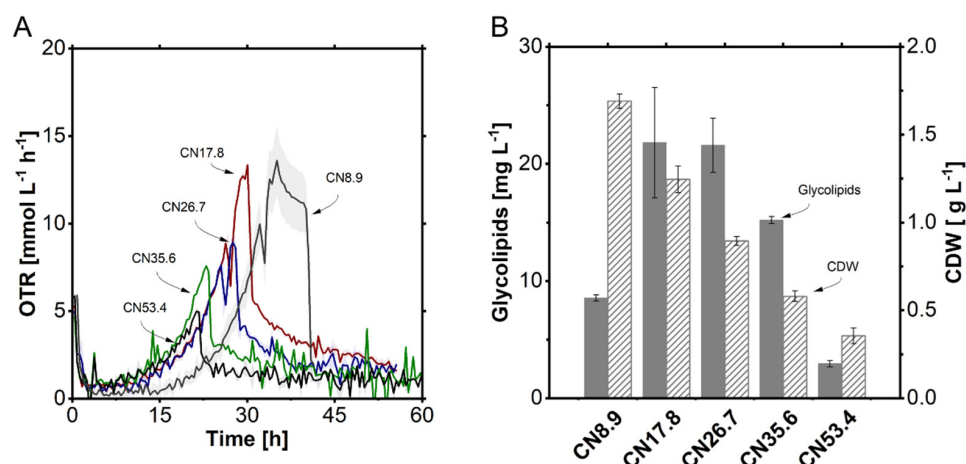 A
20
15
10
5
0
OTR [mmol L⁻¹ h⁻¹]
CN17.8
CN8.9
CN26.7
CN35.6
CN53.4
0 15 30 45 60
Time [h]
B
30
20
10
0
Glycolipids [mg L⁻¹]
Glycolipids
CDW
2.0
1.5
1.0
0.5
0.0
CDW [ g L⁻¹]
CN8.9 CN17.8 CN26.7 CN35.6 CN53.4